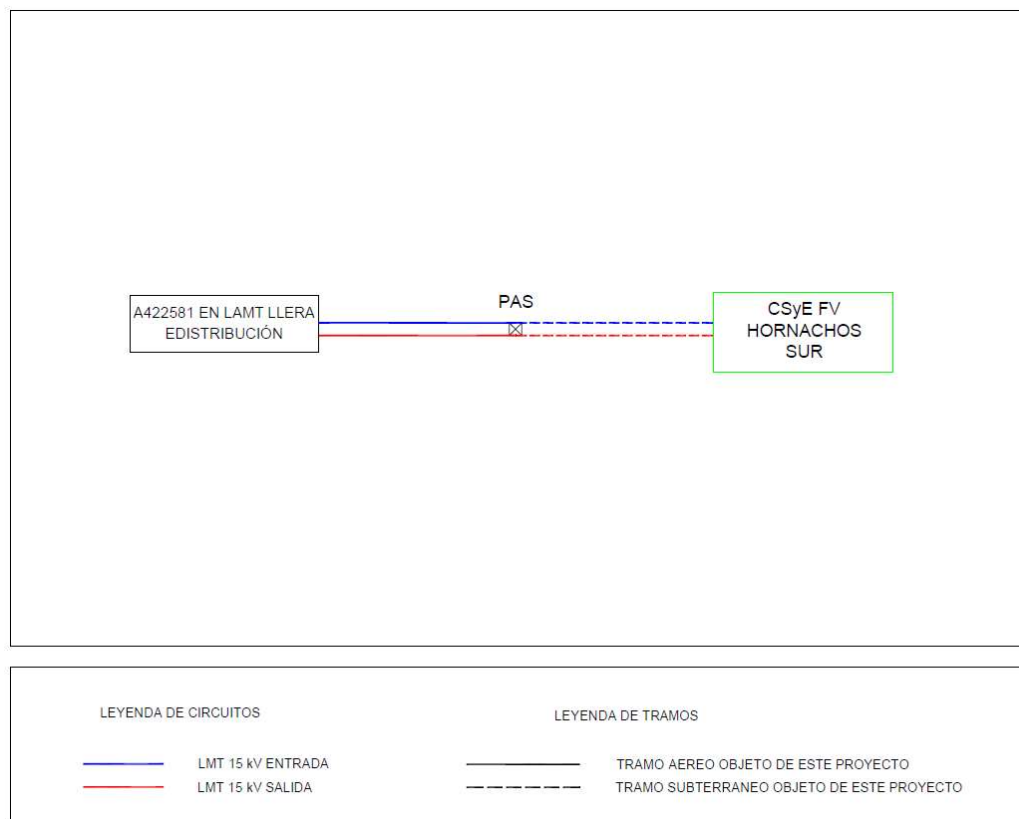 PAS
A422581 EN LAMT LLERA
EDISTRIBUCIÓN
CSyE FV
HORNACHOS
SUR
LEYENDA DE CIRCUITOS
LMT 15 kV ENTRADA
LMT 15 kV SALIDA
LEYENDA DE TRAMOS
TRAMO AEREO OBJETO DE ESTE PROYECTO
TRAMO SUBTERRANEO OBJETO DE ESTE PROYECTO